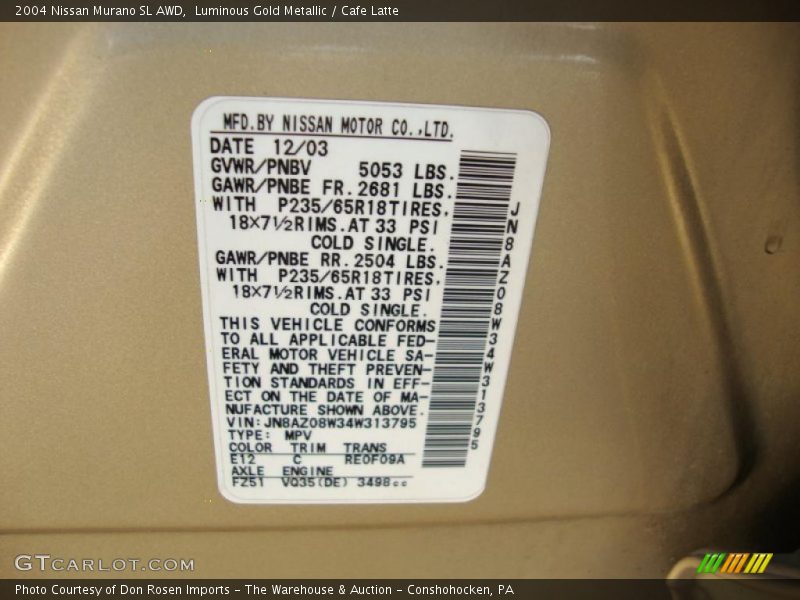 2004 Nissan Murano SL AWD,  Luminous Gold Metallic / Cafe Latte
MFD.BY NISSAN MOTOR CO.,LTD.
DATE 12/03
GVWR/PNBV 5053 LBS.
GAWR/PNBE FR.2681 LBS.
WITH P235/65R18TIRES,
18×7½RIMS.AT 33 PSI
COLD SINGLE.
GAWR/PNBE RR.2504 LBS.
WITH P235/65R18TIRES,
18×7½RIMS.AT 33 PSI
COLD SINGLE.
THIS VEHICLE CONFORMS
TO ALL APPLICABLE FED-
ERAL MOTOR VEHICLE SA-
FETY AND THEFT PREVEN-
TION STANDARDS IN EFF-
ECT ON THE DATE OF MA-
NUFACTURE SHOWN ABOVE.
VIN:JN8AZ08W34W313795
TYPE: MPV
COLOR TRIM TRANS
E12 C RE0F09A
AXLE ENGINE
FZ51 VQ35(DE) 3498cc
JN8AZ08W34W313795
GTCARLOT.COM
Photo Courtesy of Don Rosen Imports – The Warehouse & Auction – Conshohocken, PA